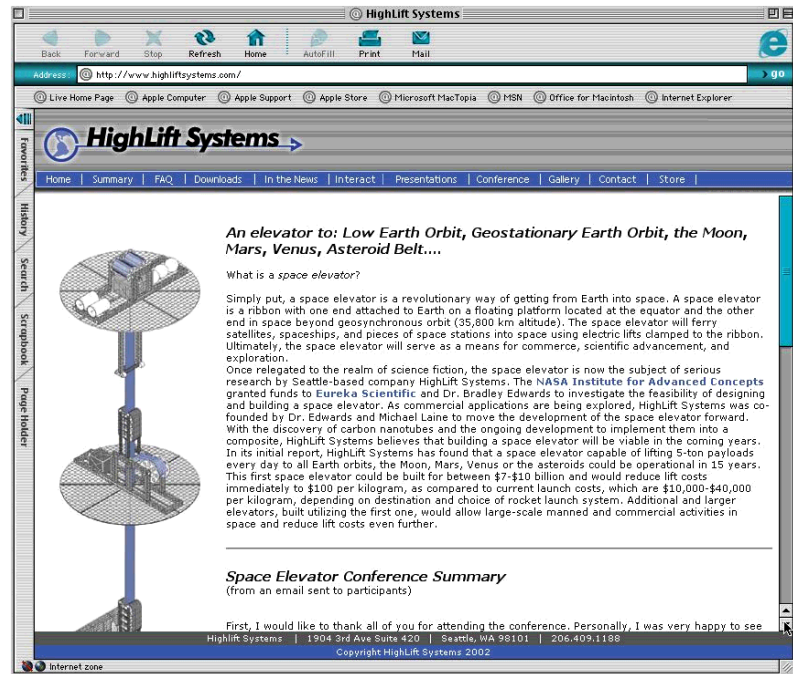 HighLift Systems
Back Forward Stop Refresh Home AutoFill Print Mail
Address: http://www.highliftsystems.com/ go
Live Home Page Apple Computer Apple Support Apple Store Microsoft MacTopia MSN Office for Macintosh Internet Explorer
Favorites
History
Search
Scrapbook
Page Holder
HighLift Systems
Home | Summary | FAQ | Downloads | In the News | Interact | Presentations | Conference | Gallery | Contact | Store |
An elevator to: Low Earth Orbit, Geostationary Earth Orbit, the Moon,
Mars, Venus, Asteroid Belt....
What is a space elevator?
Simply put, a space elevator is a revolutionary way of getting from Earth into space. A space elevator
is a ribbon with one end attached to Earth on a floating platform located at the equator and the other
end in space beyond geosynchronous orbit (35,800 km altitude). The space elevator will ferry
satellites, spaceships, and pieces of space stations into space using electric lifts clamped to the ribbon.
Ultimately, the space elevator will serve as a means for commerce, scientific advancement, and
exploration.
Once relegated to the realm of science fiction, the space elevator is now the subject of serious
research by Seattle-based company HighLift Systems. The NASA Institute for Advanced Concepts
granted funds to Eureka Scientific and Dr. Bradley Edwards to investigate the feasibility of designing
and building a space elevator. As commercial applications are being explored, HighLift Systems was co-
founded by Dr. Edwards and Michael Laine to move the development of the space elevator forward.
With the discovery of carbon nanotubes and the ongoing development to implement them into a
composite, HighLift Systems believes that building a space elevator will be viable in the coming years.
In its initial report, HighLift Systems has found that a space elevator capable of lifting 5-ton payloads
every day to all Earth orbits, the Moon, Mars, Venus or the asteroids could be operational in 15 years.
This first space elevator could be built for between $7-$10 billion and would reduce lift costs
immediately to $100 per kilogram, as compared to current launch costs, which are $10,000-$40,000
per kilogram, depending on destination and choice of rocket launch system. Additional and larger
elevators, built utilizing the first one, would allow large-scale manned and commercial activities in
space and reduce lift costs even further.
Space Elevator Conference Summary
(from an email sent to participants)
First, I would like to thank all of you for attending the conference. Personally, I was very happy to see
Highlift Systems | 1904 3rd Ave Suite 420 | Seattle, WA 98101 | 206.409.1188
Copyright HighLift Systems 2002
Internet zone